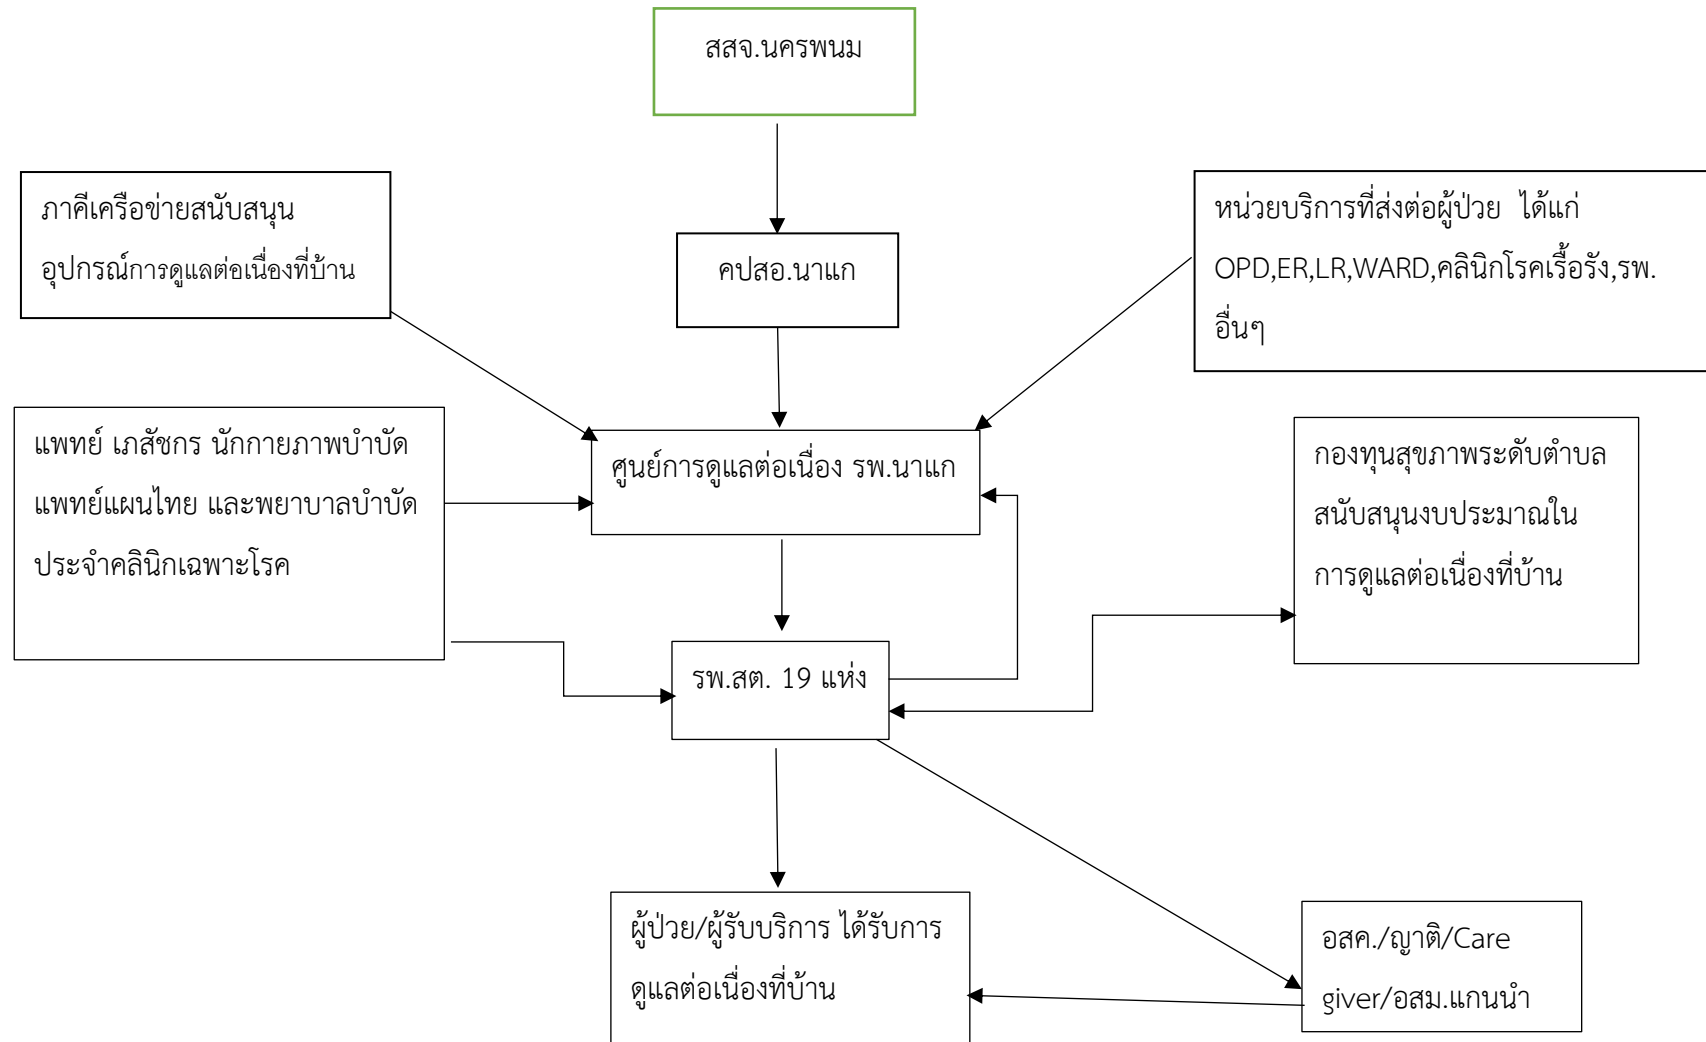 สสจ.นครพนม
ภาคีเครือข่ายสนับสนุน
อุปกรณ์การดูแลต่อเนื่องที่บ้าน
คปสอ.นาแก
หน่วยบริการที่ส่งต่อผู้ป่วย ได้แก่
OPD,ER,LR,WARD,คลินิกโรคเรื้อรัง,รพ.
อื่นๆ
แพทย์ เภสัชกร นักกายภาพบำบัด
แพทย์แผนไทย และพยาบาลบำบัด
ประจำคลินิกเฉพาะโรค
ศูนย์การดูแลต่อเนื่อง รพ.นาแก
กองทุนสุขภาพระดับตำบล
สนับสนุนงบประมาณใน
การดูแลต่อเนื่องที่บ้าน
รพ.สต. 19 แห่ง
ผู้ป่วย/ผู้รับบริการ ได้รับการ
ดูแลต่อเนื่องที่บ้าน
อสค./ญาติ/Care
giver/อสม.แกนนำ